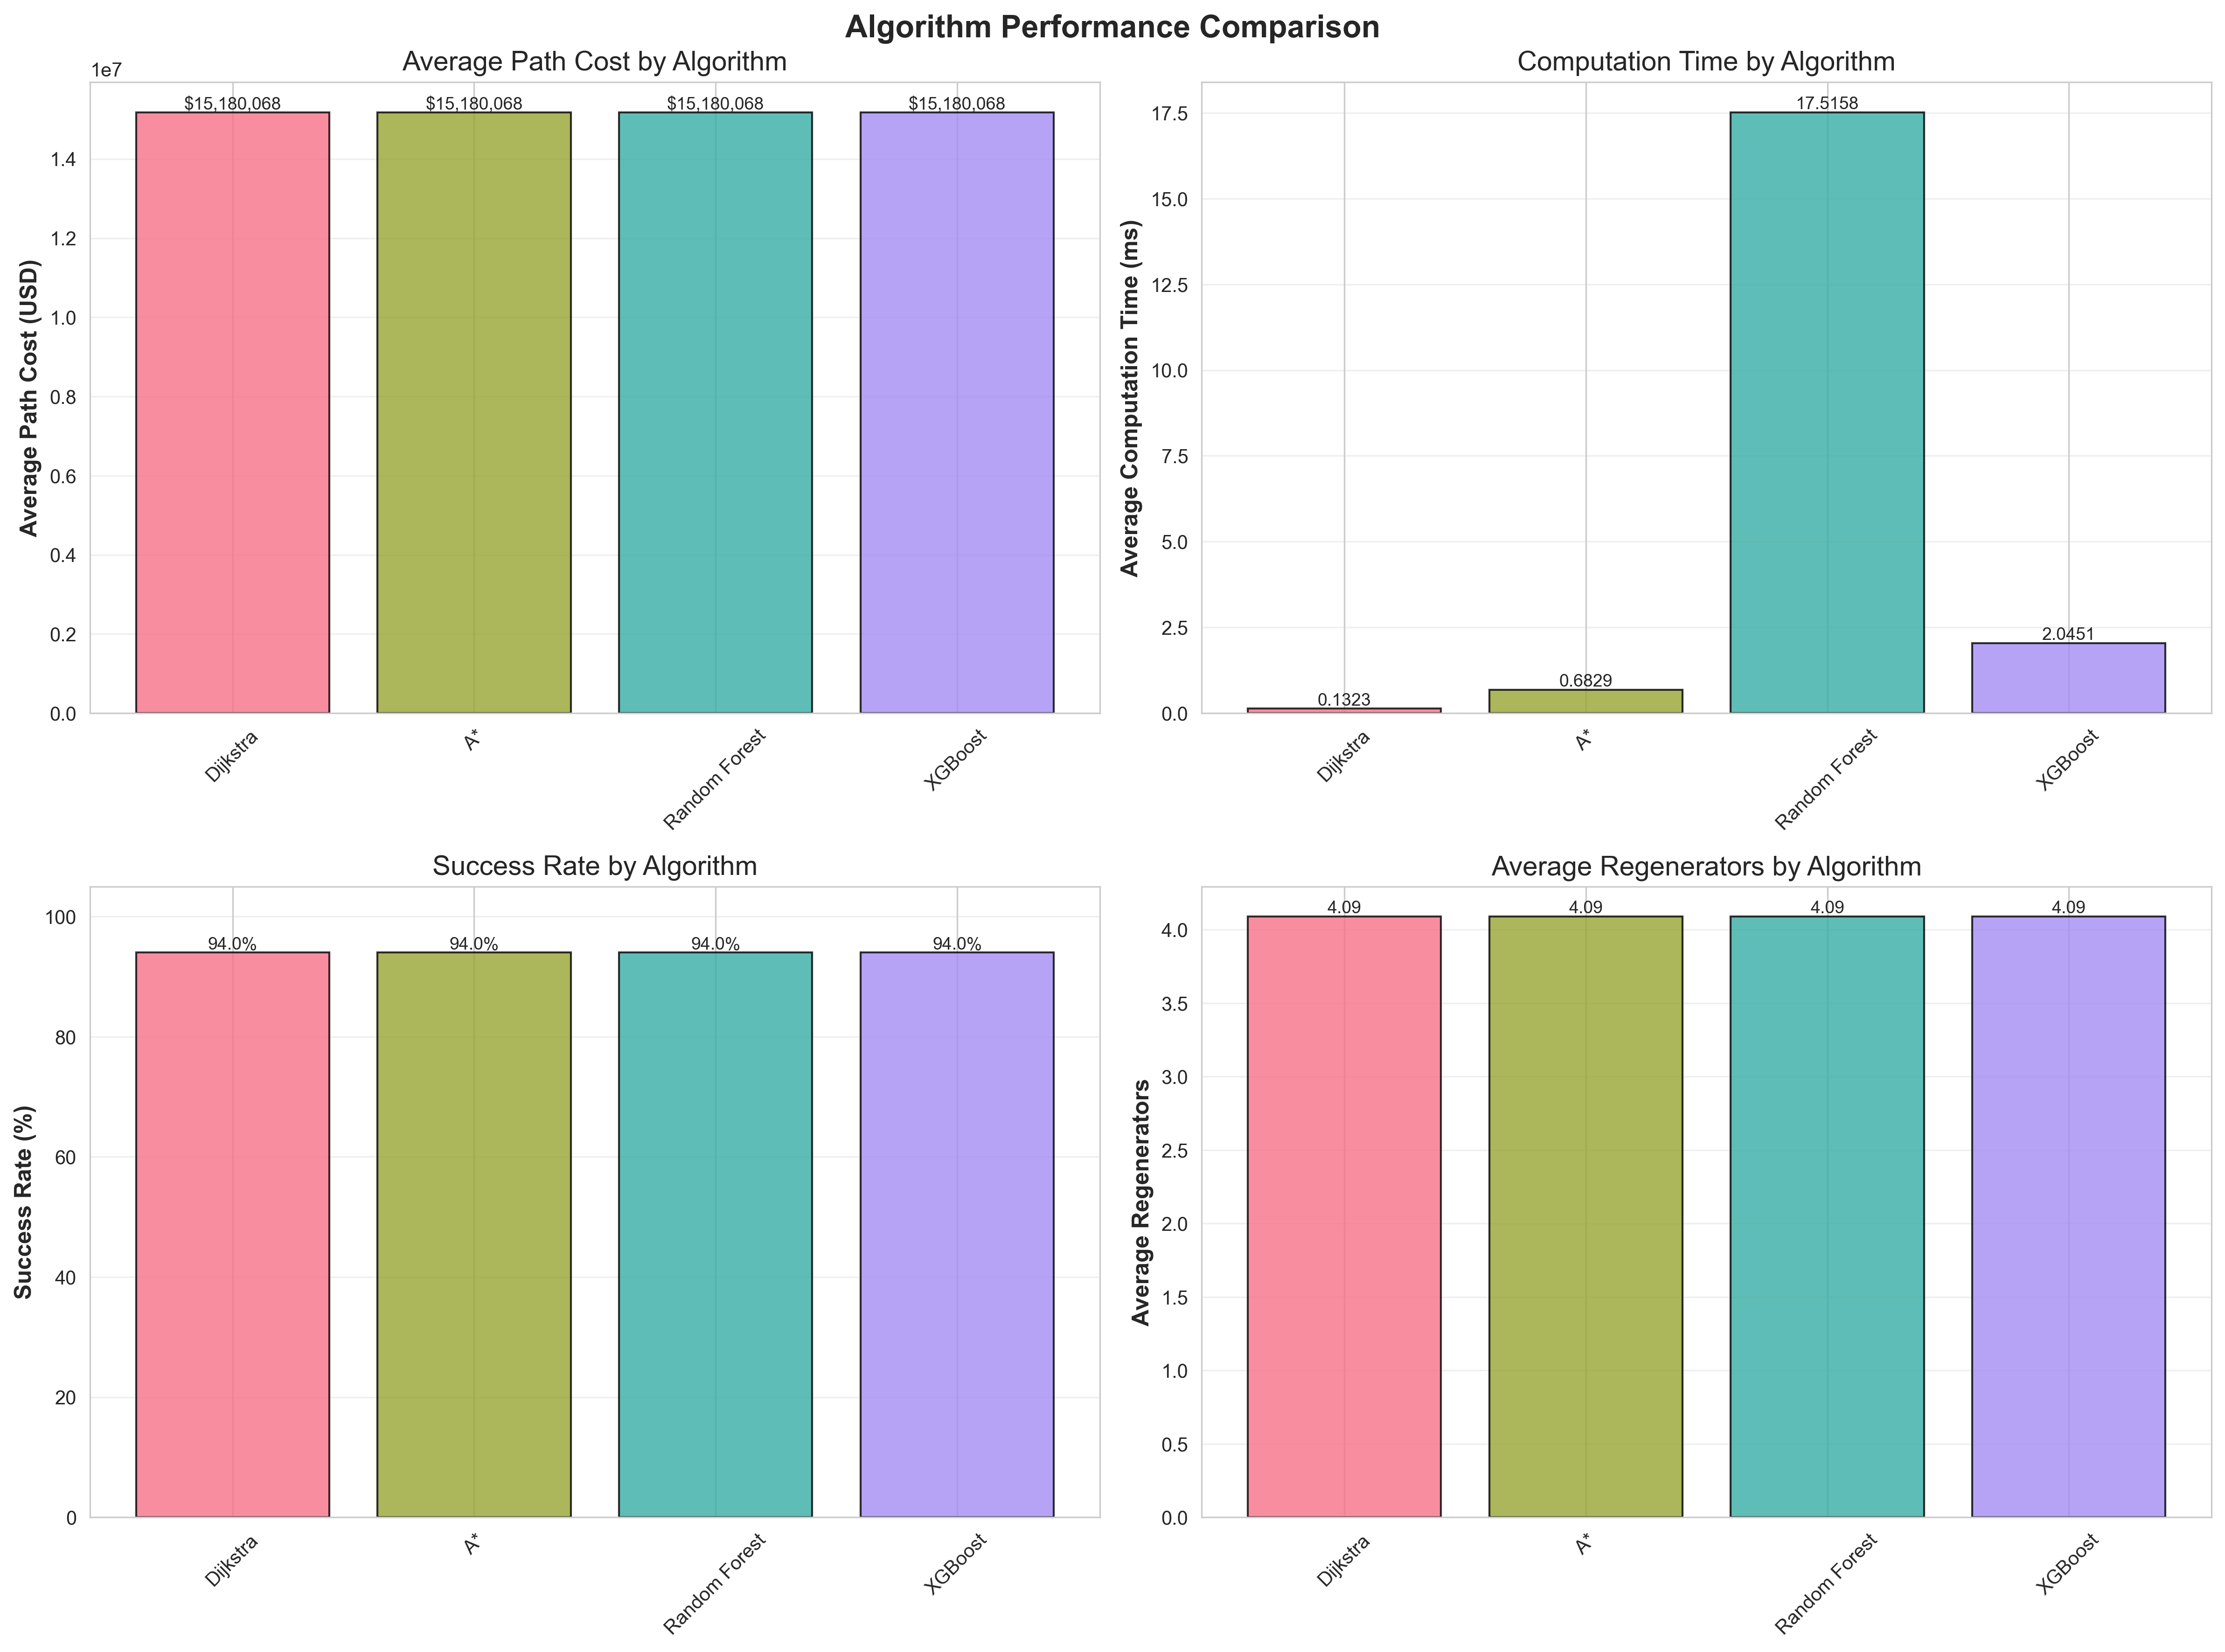 Algorithm Performance Comparison
Average Path Cost by Algorithm
1e7
Average Path Cost (USD)
1.4
1.2
1.0
0.8
0.6
0.4
0.2
0.0
$15,180,068
$15,180,068
$15,180,068
$15,180,068
Dijkstra
A*
Random Forest
XGBoost
Computation Time by Algorithm
Average Computation Time (ms)
17.5
15.0
12.5
10.0
7.5
5.0
2.5
0.0
0.1323
0.6829
17.5158
2.0451
Dijkstra
A*
Random Forest
XGBoost
Success Rate by Algorithm
Success Rate (%)
100
80
60
40
20
0
94.0%
94.0%
94.0%
94.0%
Dijkstra
A*
Random Forest
XGBoost
Average Regenerators by Algorithm
Average Regenerators
4.0
3.5
3.0
2.5
2.0
1.5
1.0
0.5
0.0
4.09
4.09
4.09
4.09
Dijkstra
A*
Random Forest
XGBoost